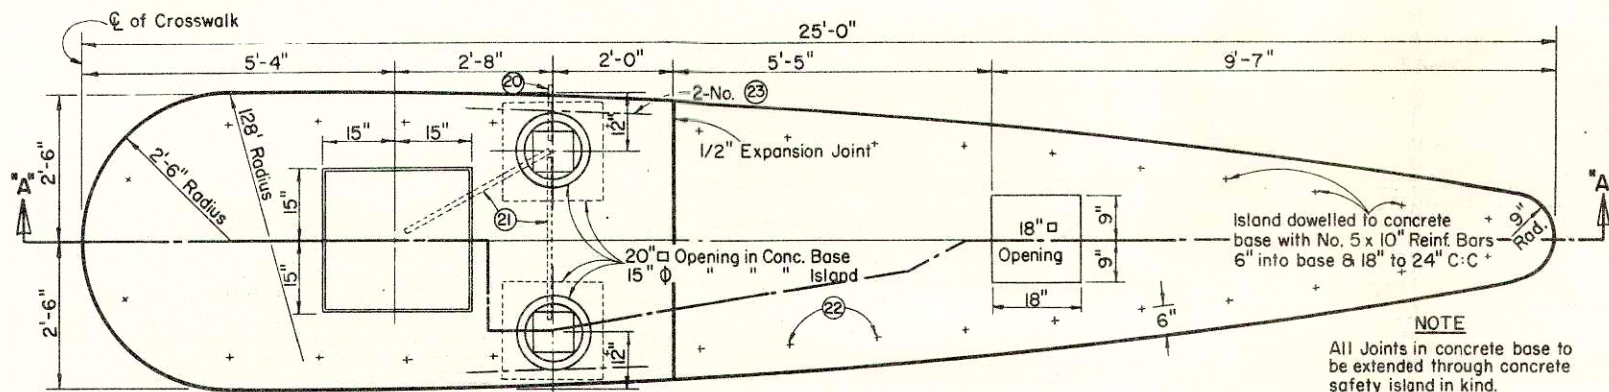 ℄ of Crosswalk
25'-0"
5'-4"
2'-8"
2'-0"
5'-5"
9'-7"
20
2-No. 23
12"
15" 15"
1/2" Expansion Joint
2'-6"
2'-6" Radius
128' Radius
15"
"A"
"A"
21
18" □
Opening
9"
9"
18"
Island dowelled to concrete
base with No. 5 x 10" Reinf. Bars
6" into base & 18" to 24" C:C
9"
Rad.
20" □ Opening in Conc. Base
15" ϕ " " " Island
15"
2'-6"
22
12"
6"
NOTE
All Joints in concrete base to
be extended through concrete
safety island in kind.